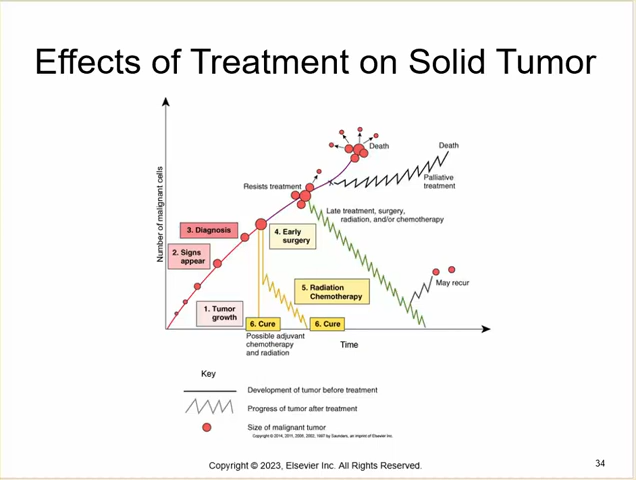 Effects of Treatment on Solid Tumor
Number of malignant cells
Death
Death
Resists treatment
Palliative
treatment
Late treatment, surgery,
radiation, and/or chemotherapy
3. Diagnosis
4. Early
surgery
2. Signs
appear
5. Radiation
Chemotherapy
May recur
1. Tumor
growth
6. Cure
6. Cure
Possible adjuvant
chemotherapy
and radiation
Time
Key
Development of tumor before treatment
Progress of tumor after treatment
Size of malignant tumor
Copyright © 2014, 2011, 2006, 2002, 1997 by Saunders, an imprint of Elsevier Inc.
Copyright © 2023, Elsevier Inc. All Rights Reserved.
34